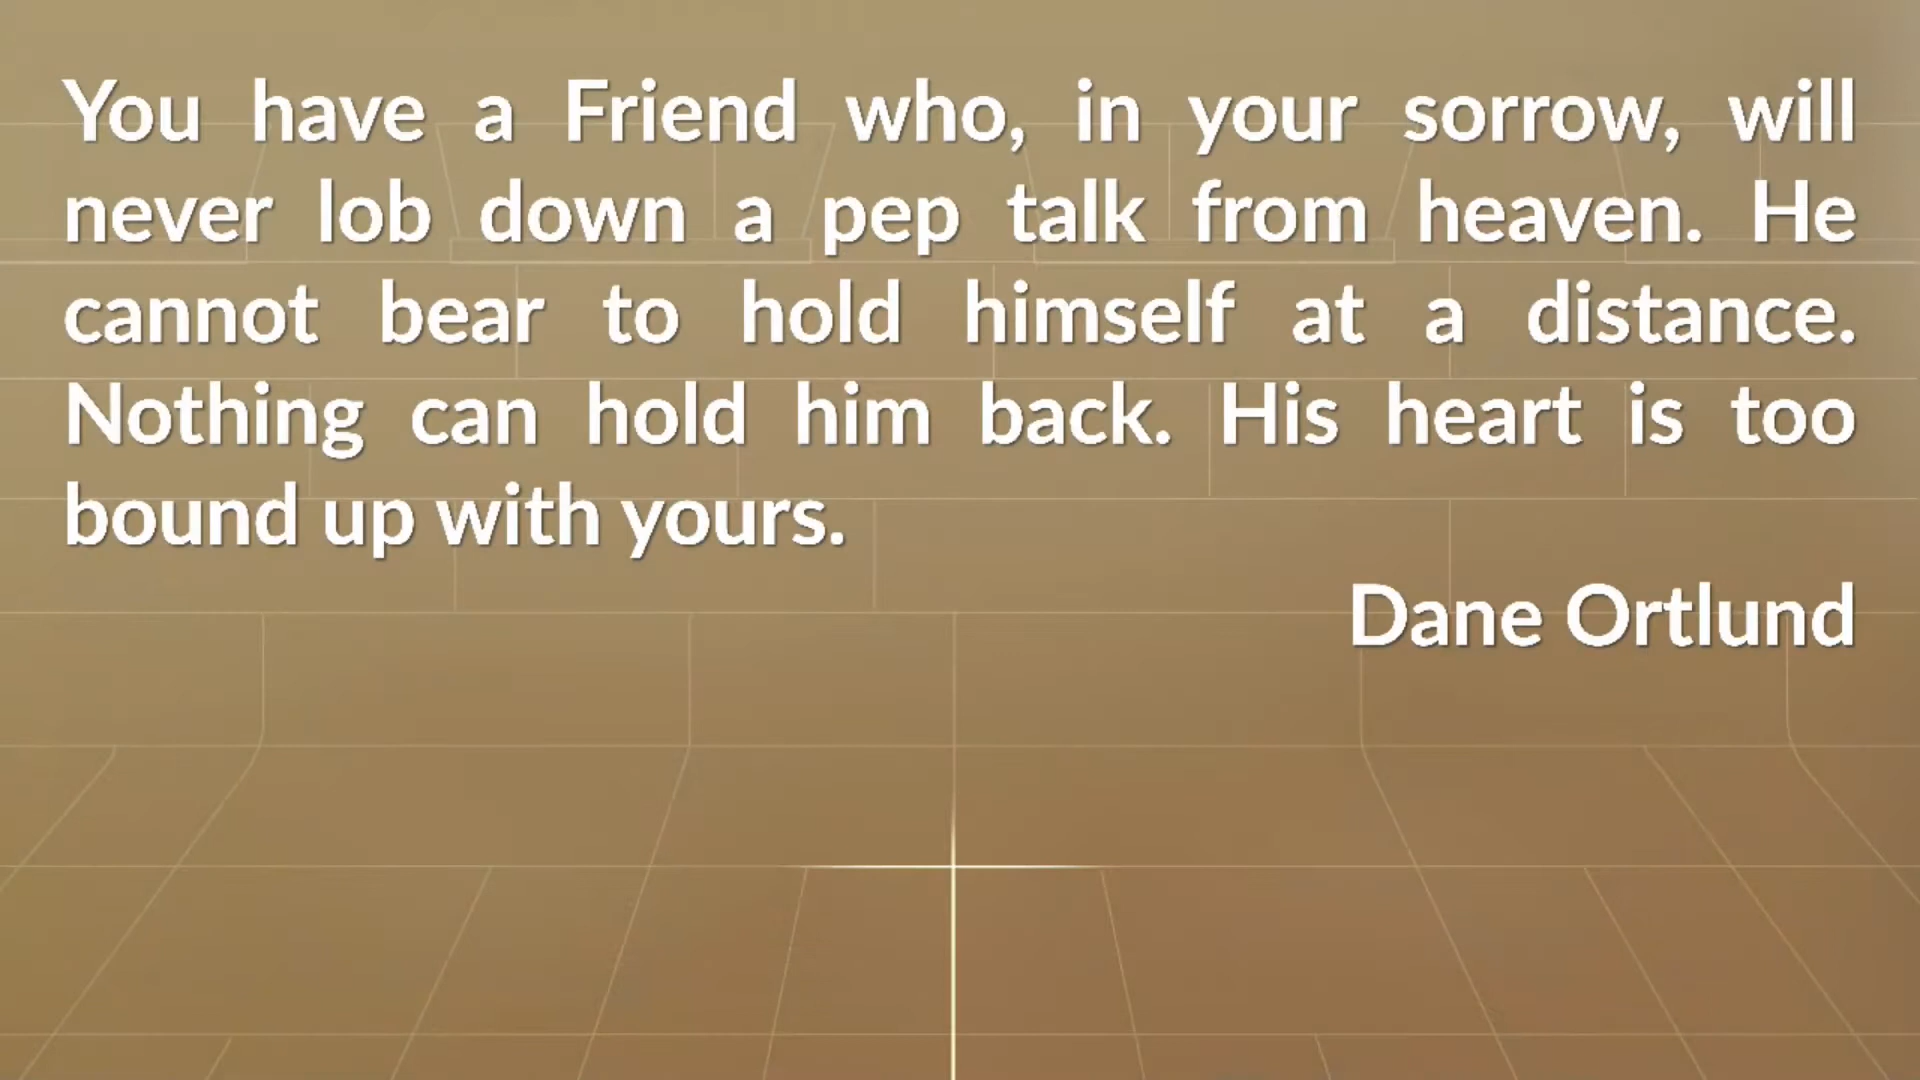 You have a Friend who, in your sorrow, will
never lob down a pep talk from heaven. He
cannot bear to hold himself at a distance.
Nothing can hold him back. His heart is too
bound up with yours.
Dane Ortlund